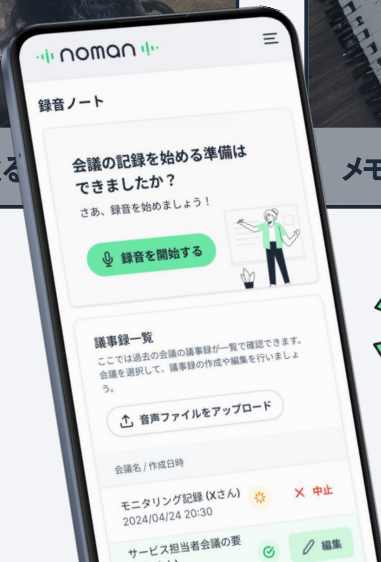 noman
録音ノート
会議の記録を始める準備は
できましたか？
さあ、録音を始めましょう！
録音を開始する
議事録一覧
ここでは過去の会議の議事録が一覧で確認できます。
会議を選択して、議事録の作成や編集を行いましょ
う。
音声ファイルをアップロード
会議名 / 作成日時
モニタリング記録 (Xさん)
中止
2024/04/24 20:30
サービス担当者会議の要
編集
る
メモ